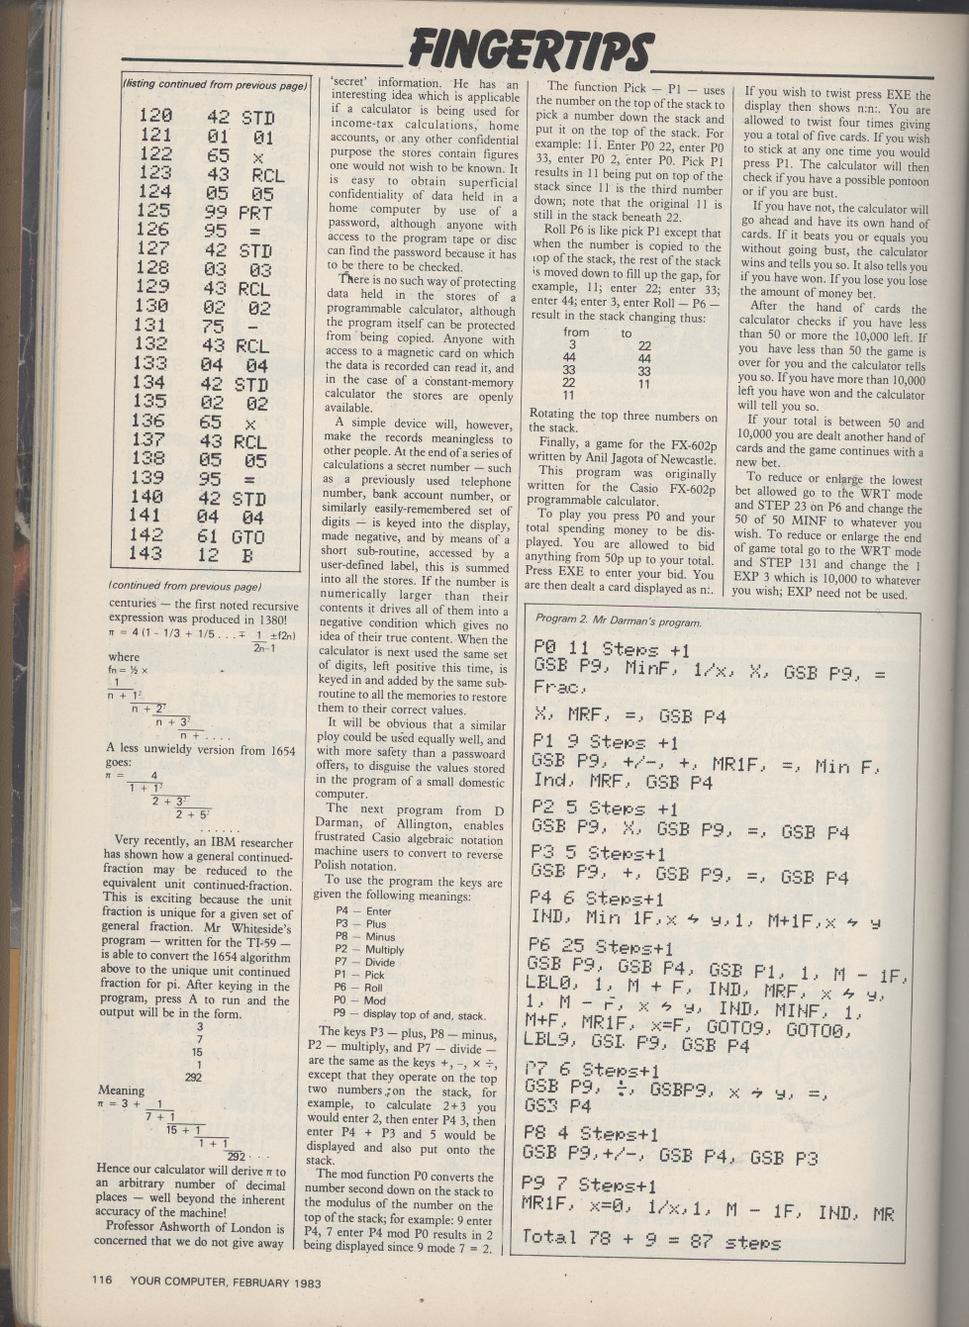 FINGERTIPS
(listing continued from previous page)
120 42 STD
121 01 01
122 65 ×
123 43 RCL
124 05 05
125 99 PRT
126 95 =
127 42 STD
128 03 03
129 43 RCL
130 02 02
131 75 -
132 43 RCL
133 04 04
134 42 STD
135 02 02
136 65 ×
137 43 RCL
138 05 05
139 95 =
140 42 STD
141 04 04
142 61 GTO
143 12 B
(continued from previous page)
centuries — the first noted recursive
expression was produced in 1380!
π = 4 (1 - 1/3 + 1/5 . . . ∓ 1 ±f2n)
2n-1
where
fn = ½ ×
1
n + 1²
n + 2²
n + 3²
n + . . . .
A less unwieldy version from 1654
goes:
π = 4
1 + 1²
2 + 3²
2 + 5²
. . . . . .
Very recently, an IBM researcher
has shown how a general continued-
fraction may be reduced to the
equivalent unit continued-fraction.
This is exciting because the unit
fraction is unique for a given set of
general fraction. Mr Whiteside's
program — written for the TI-59 —
is able to convert the 1654 algorithm
above to the unique unit continued
fraction for pi. After keying in the
program, press A to run and the
output will be in the form.
3
7
15
1
292
Meaning
π = 3 + 1
7 + 1
15 + 1
1 + 1
292 . . .
Hence our calculator will derive π to
an arbitrary number of decimal
places — well beyond the inherent
accuracy of the machine!
Professor Ashworth of London is
concerned that we do not give away
'secret' information. He has an
interesting idea which is applicable
if a calculator is being used for
income-tax calculations, home
accounts, or any other confidential
purpose the stores contain figures
one would not wish to be known. It
is easy to obtain superficial
confidentiality of data held in a
home computer by use of a
password, although anyone with
access to the program tape or disc
can find the password because it has
to be there to be checked.
There is no such way of protecting
data held in the stores of a
programmable calculator, although
the program itself can be protected
from being copied. Anyone with
access to a magnetic card on which
the data is recorded can read it, and
in the case of a constant-memory
calculator the stores are openly
available.
A simple device will, however,
make the records meaningless to
other people. At the end of a series of
calculations a secret number — such
as a previously used telephone
number, bank account number, or
similarly easily-remembered set of
digits — is keyed into the display,
made negative, and by means of a
short sub-routine, accessed by a
user-defined label, this is summed
into all the stores. If the number is
numerically larger than their
contents it drives all of them into a
negative condition which gives no
idea of their true content. When the
calculator is next used the same set
of digits, left positive this time, is
keyed in and added by the same sub-
routine to all the memories to restore
them to their correct values.
It will be obvious that a similar
ploy could be used equally well, and
with more safety than a passwoard
offers, to disguise the values stored
in the program of a small domestic
computer.
The next program from D
Darman, of Allington, enables
frustrated Casio algebraic notation
machine users to convert to reverse
Polish notation.
To use the program the keys are
given the following meanings:
P4 — Enter
P3 — Plus
P8 — Minus
P2 — Multiply
P7 — Divide
P1 — Pick
P6 — Roll
P0 — Mod
P9 — display top of and, stack.
The keys P3 — plus, P8 — minus,
P2 — multiply, and P7 — divide —
are the same as the keys +, -, × ÷,
except that they operate on the top
two numbers on the stack, for
example, to calculate 2+3 you
would enter 2, then enter P4 3, then
enter P4 + P3 and 5 would be
displayed and also put onto the
stack.
The mod function P0 converts the
number second down on the stack to
the modulus of the number on the
top of the stack; for example: 9 enter
P4, 7 enter P4 mod P0 results in 2
being displayed since 9 mode 7 = 2.
The function Pick — P1 — uses
the number on the top of the stack to
pick a number down the stack and
put it on the top of the stack. For
example: 11. Enter P0 22, enter P0
33, enter P0 2, enter P0. Pick P1
results in 11 being put on top of the
stack since 11 is the third number
down; note that the original 11 is
still in the stack beneath 22.
Roll P6 is like pick P1 except that
when the number is copied to the
top of the stack, the rest of the stack
is moved down to fill up the gap, for
example, 11; enter 22; enter 33;
enter 44; enter 3, enter Roll — P6 —
result in the stack changing thus:
from to
3 22
44 44
33 33
22 11
11
Rotating the top three numbers on
the stack.
Finally, a game for the FX-602p
written by Anil Jagota of Newcastle.
This program was originally
written for the Casio FX-602p
programmable calculator.
To play you press P0 and your
total spending money to be dis-
played. You are allowed to bid
anything from 50p up to your total.
Press EXE to enter your bid. You
are then dealt a card displayed as n:.
If you wish to twist press EXE the
display then shows n:n:. You are
allowed to twist four times giving
you a total of five cards. If you wish
to stick at any one time you would
press P1. The calculator will then
check if you have a possible pontoon
or if you are bust.
If you have not, the calculator will
go ahead and have its own hand of
cards. If it beats you or equals you
without going bust, the calculator
wins and tells you so. It also tells you
if you have won. If you lose you lose
the amount of money bet.
After the hand of cards the
calculator checks if you have less
than 50 or more the 10,000 left. If
you have less than 50 the game is
over for you and the calculator tells
you so. If you have more than 10,000
left you have won and the calculator
will tell you so.
If your total is between 50 and
10,000 you are dealt another hand of
cards and the game continues with a
new bet.
To reduce or enlarge the lowest
bet allowed go to the WRT mode
and STEP 23 on P6 and change the
50 of 50 MINF to whatever you
wish. To reduce or enlarge the end
of game total go to the WRT mode
and STEP 131 and change the 1
EXP 3 which is 10,000 to whatever
you wish; EXP need not be used.
Program 2. Mr Darman's program.
P0 11 Steps +1
GSB P9, MinF, 1/x, X, GSB P9, =
Frac,
X, MRF, =, GSB P4
P1 9 Steps +1
GSB P9, +/-, +, MR1F, =, Min F,
Ind, MRF, GSB P4
P2 5 Steps +1
GSB P9, X, GSB P9, =, GSB P4
P3 5 Steps+1
GSB P9, +, GSB P9, =, GSB P4
P4 6 Steps+1
IND, Min 1F,x ↔ y,1, M+1F,x ↔ y
P6 25 Steps+1
GSB P9, GSB P4, GSB P1, 1, M - 1F,
LBL0, 1, M + F, IND, MRF, x ↔ y,
1, M - F, x ↔ y, IND, MINF, 1,
M+F, MR1F, x=F, GOTO9, GOTO0,
LBL9, P9, GSB P4
P7 6 Steps+1
GSB P9, ÷, GSBP9, x ↔ y, =,
GSB P4
P8 4 Steps+1
GSB P9,+/-, GSB P4, GSB P3
P9 7 Steps+1
MR1F, x=0, 1/x,1, M - 1F, IND, MR
Total 78 + 9 = 87 steps
116 YOUR COMPUTER, FEBRUARY 1983